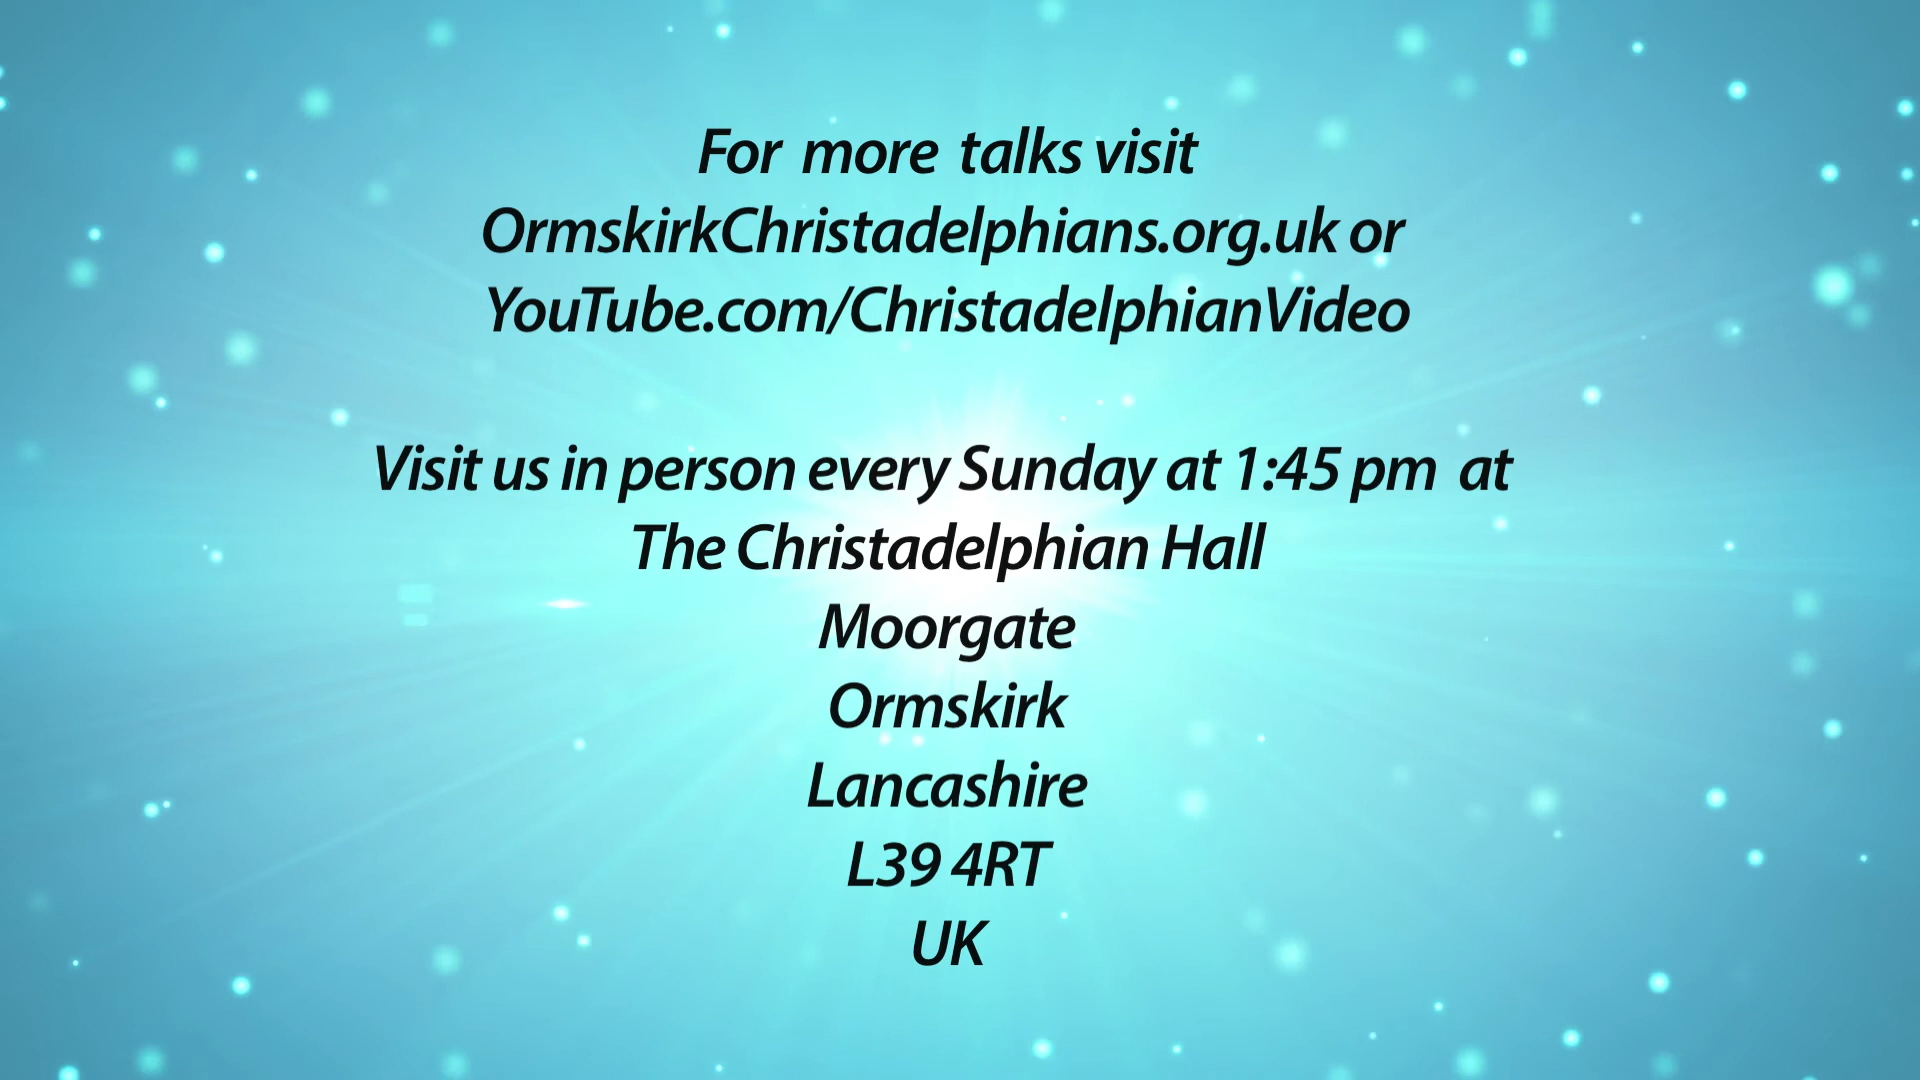 For more talks visit
OrmskirkChristadelphians.org.uk or
YouTube.com/ChristadelphianVideo
Visit us in person every Sunday at 1:45 pm at
The Christadelphian Hall
Moorgate
Ormskirk
Lancashire
L39 4RT
UK